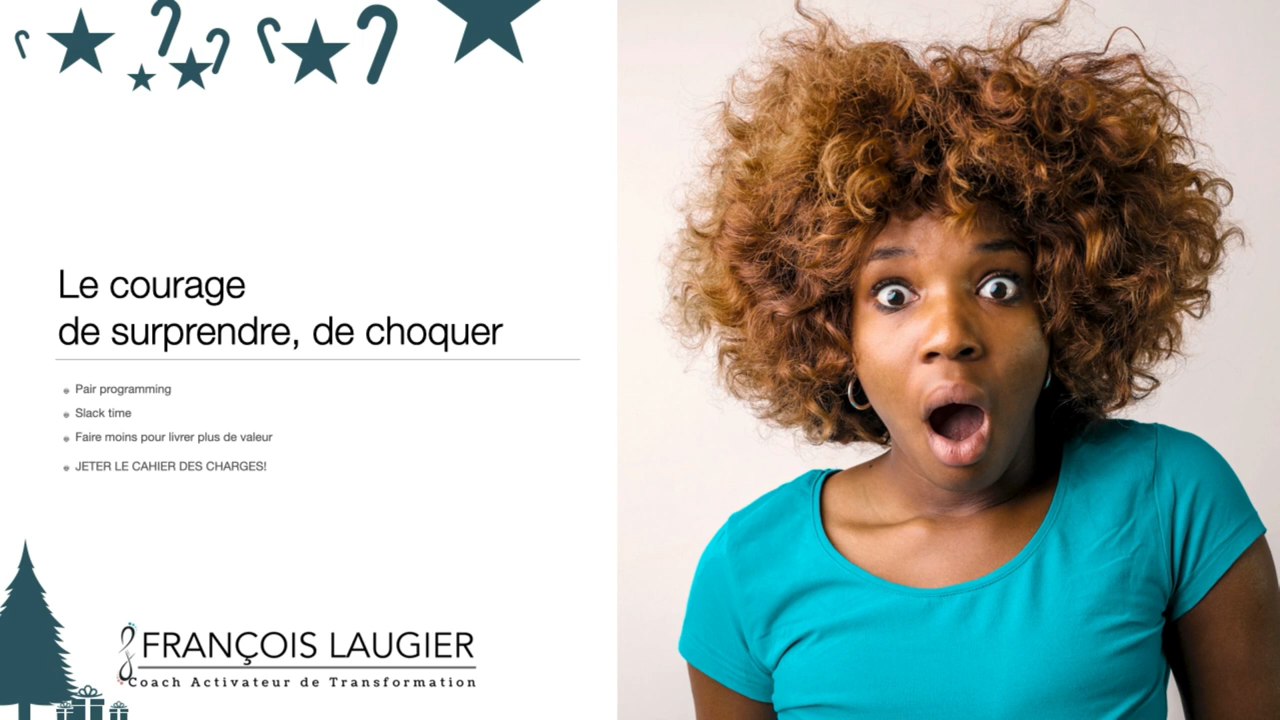 Le courage
de surprendre, de choquer
Pair programming
Slack time
Faire moins pour livrer plus de valeur
JETER LE CAHIER DES CHARGES!
FRANÇOIS LAUGIER
Coach Activateur de Transformation